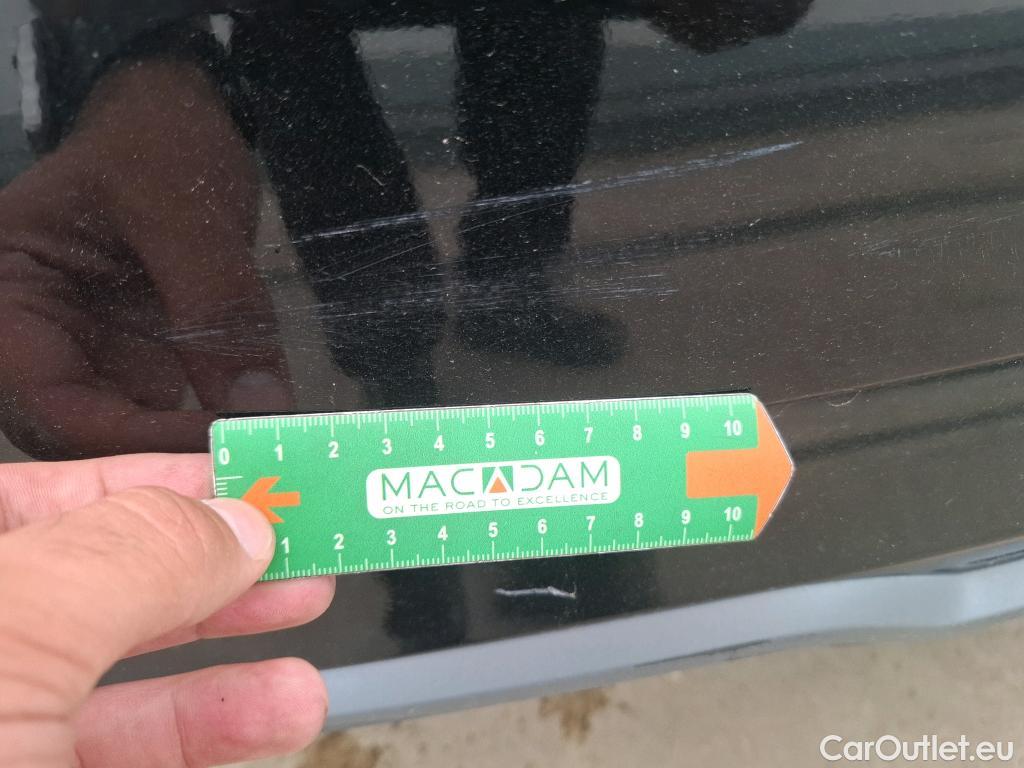 0 1 2 3 4 5 6 7 8 9 10
MACADAM
ON THE ROAD TO EXCELLENCE
1 2 3 4 5 6 7 8 9 10
CarOutlet.eu